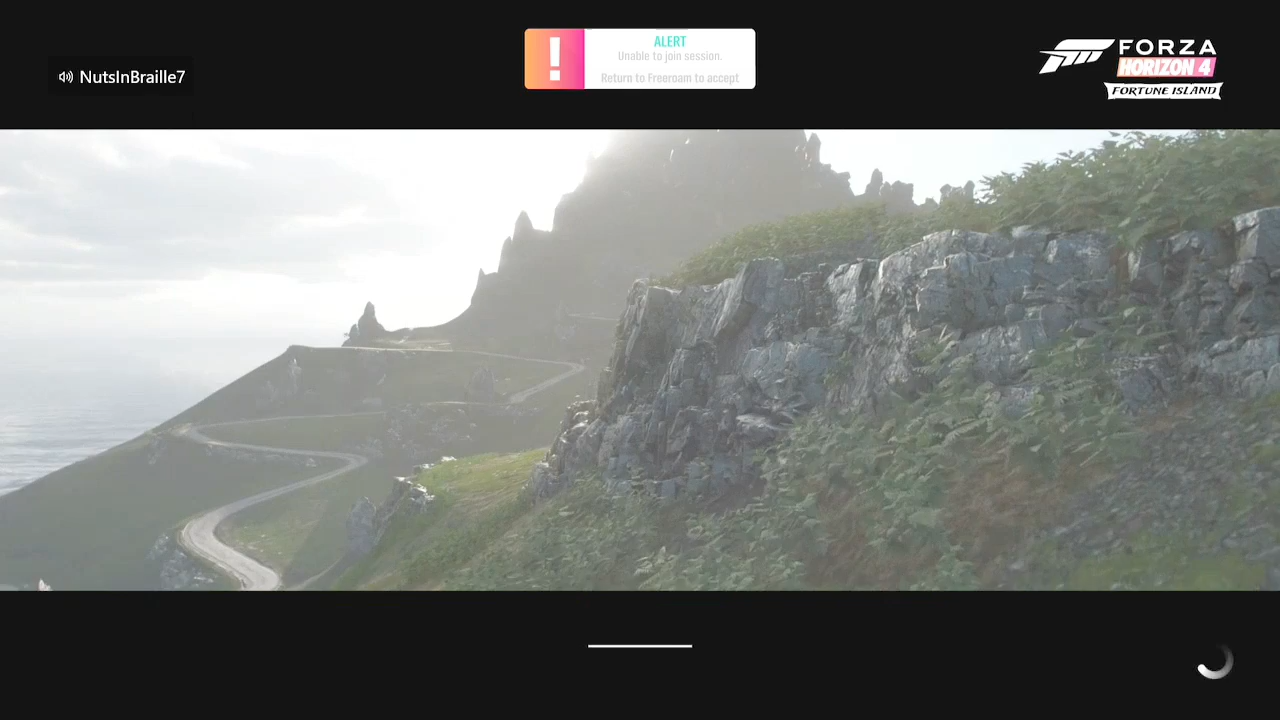 ALERT
Unable to join session.
Return to Freeroam to accept
NutsInBraille7
FORZA
HORIZON 4
FORTUNE ISLAND